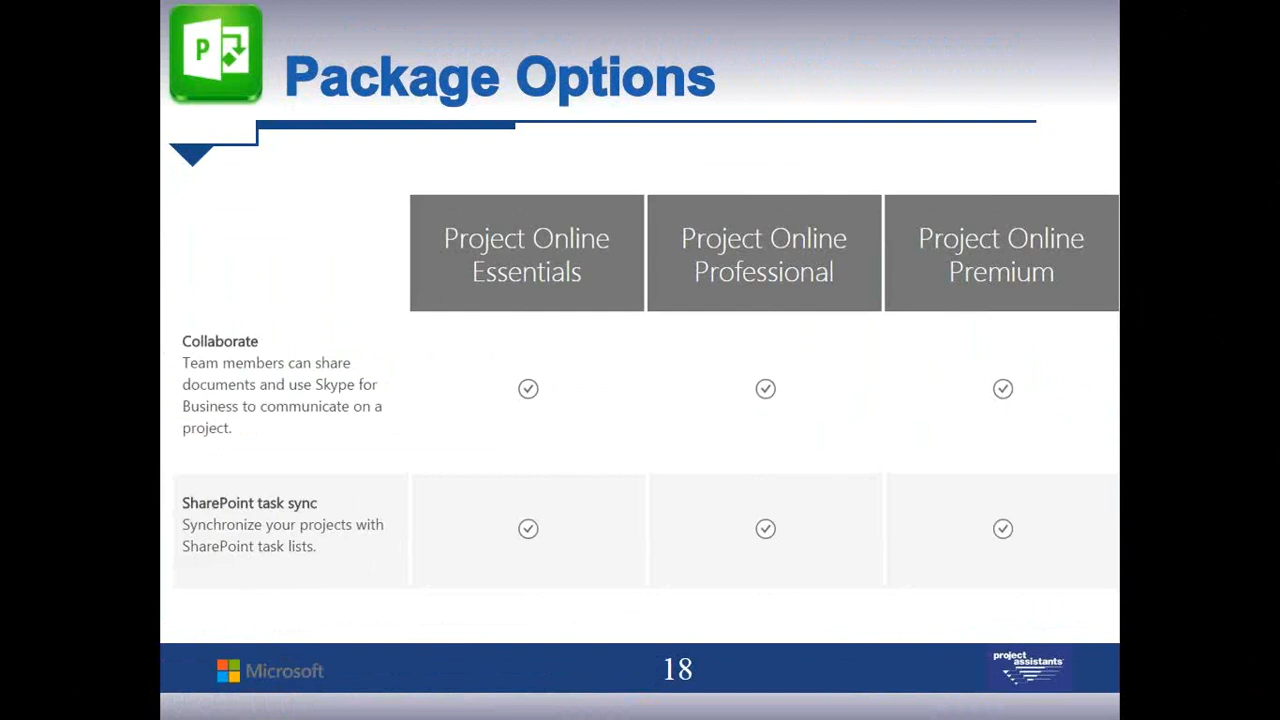 P
Package Options
Project Online
Essentials
Project Online
Professional
Project Online
Premium
Collaborate
Team members can share
documents and use Skype for
Business to communicate on a
project.
SharePoint task sync
Synchronize your projects with
SharePoint task lists.
Microsoft
18
project
assistants